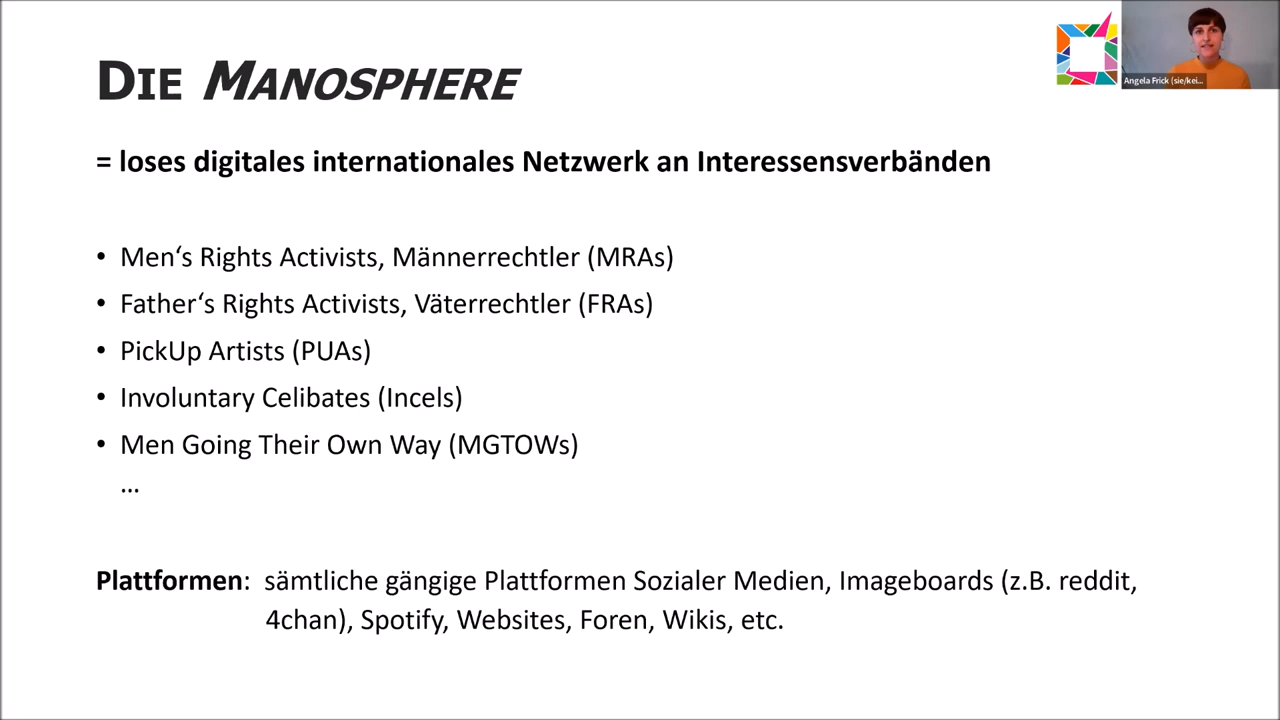 DIE MANOSPHERE
Angela Frick (sie/kei...
= loses digitales internationales Netzwerk an Interessensverbänden
• Men‘s Rights Activists, Männerrechtler (MRAs)
• Father‘s Rights Activists, Väterrechtler (FRAs)
• PickUp Artists (PUAs)
• Involuntary Celibates (Incels)
• Men Going Their Own Way (MGTOWs)
...
Plattformen: sämtliche gängige Plattformen Sozialer Medien, Imageboards (z.B. reddit,
4chan), Spotify, Websites, Foren, Wikis, etc.